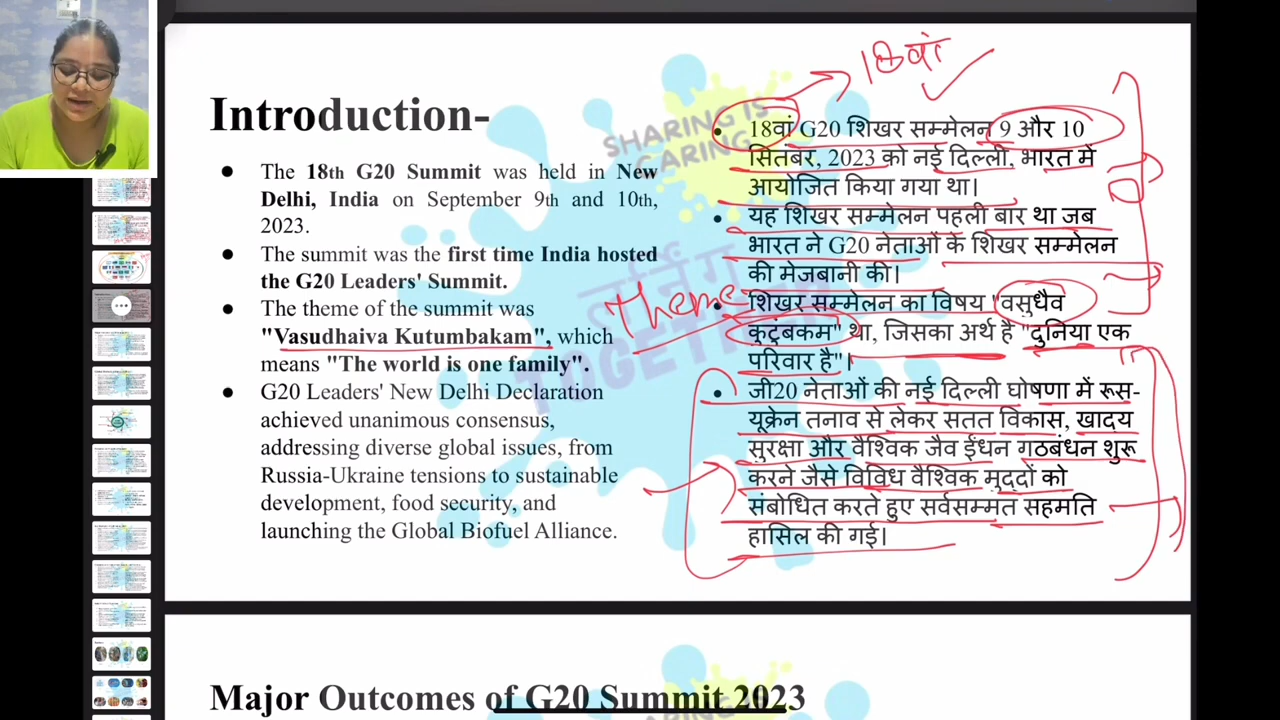 Introduction-
The 18th G20 Summit was held in New
Delhi, India on September 9th and 10th,
2023.
The summit was the first time India hosted
the G20 Leaders' Summit.
The theme of the summit was
"Vasudhaiva Kutumbakam", which
means "The world is one family"
G20 Leaders' New Delhi Declaration
achieved unanimous consensus,
addressing diverse global issues, from
Russia-Ukraine tensions to sustainable
development, food security, and
launching the Global Biofuel Alliance.
SHARING IS
CARING
Theme
18वां
18वां G20 शिखर सम्मेलन 9 और 10
सितंबर, 2023 को नई दिल्ली, भारत में
आयोजित किया गया था।
यह शिखर सम्मेलन पहली बार था जब
भारत ने G20 नेताओं के शिखर सम्मेलन
की मेजबानी की।
शिखर सम्मेलन का विषय "वसुधैव
कुटुंबकम" था, जिसका अर्थ है "दुनिया एक
परिवार है"।
जी20 नेताओं की नई दिल्ली घोषणा में रूस-
यूक्रेन तनाव से लेकर सतत विकास, खाद्य
सुरक्षा और वैश्विक जैव ईंधन गठबंधन शुरू
करने जैसे विविध वैश्विक मुद्दों को
संबोधित करते हुए सर्वसम्मत सहमति
हासिल की गई।
Major Outcomes of G20 Summit 2023